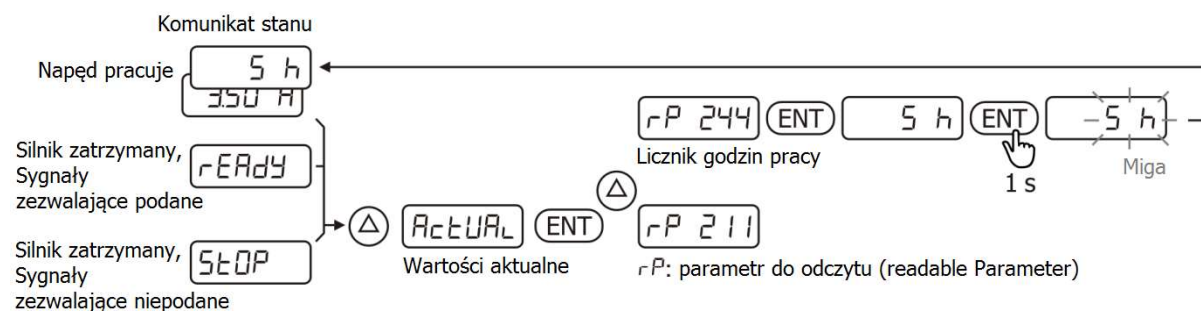 Komunikat stanu
Napęd pracuje
5 h
3.50 A
rP 244
ENT
5 h
ENT
5 h
Licznik godzin pracy
1 s
Miga
Silnik zatrzymany,
Sygnały
zezwalające podane
rEAdY
ActUAL
ENT
rP 211
Wartości aktualne
rP: parametr do odczytu (readable Parameter)
Silnik zatrzymany,
Sygnały
zezwalające niepodane
StOP